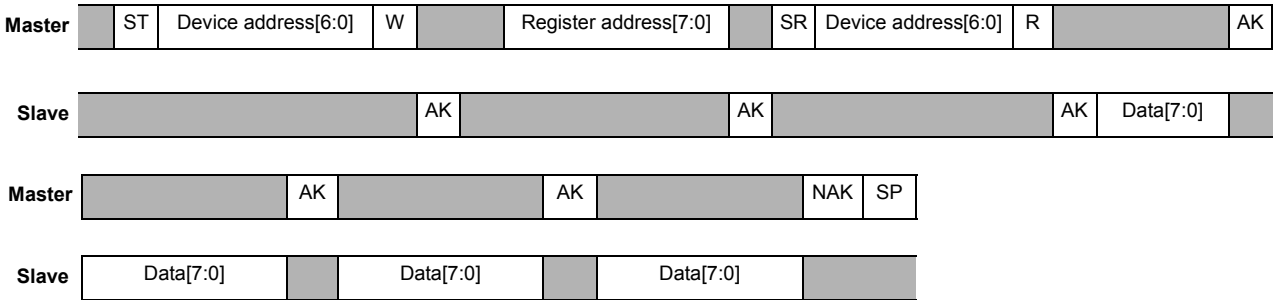 Master ST Device address[6:0] W Register address[7:0] SR Device address[6:0] R AK
Slave AK AK AK Data[7:0]
Master AK AK NAK SP
Slave Data[7:0] Data[7:0] Data[7:0]